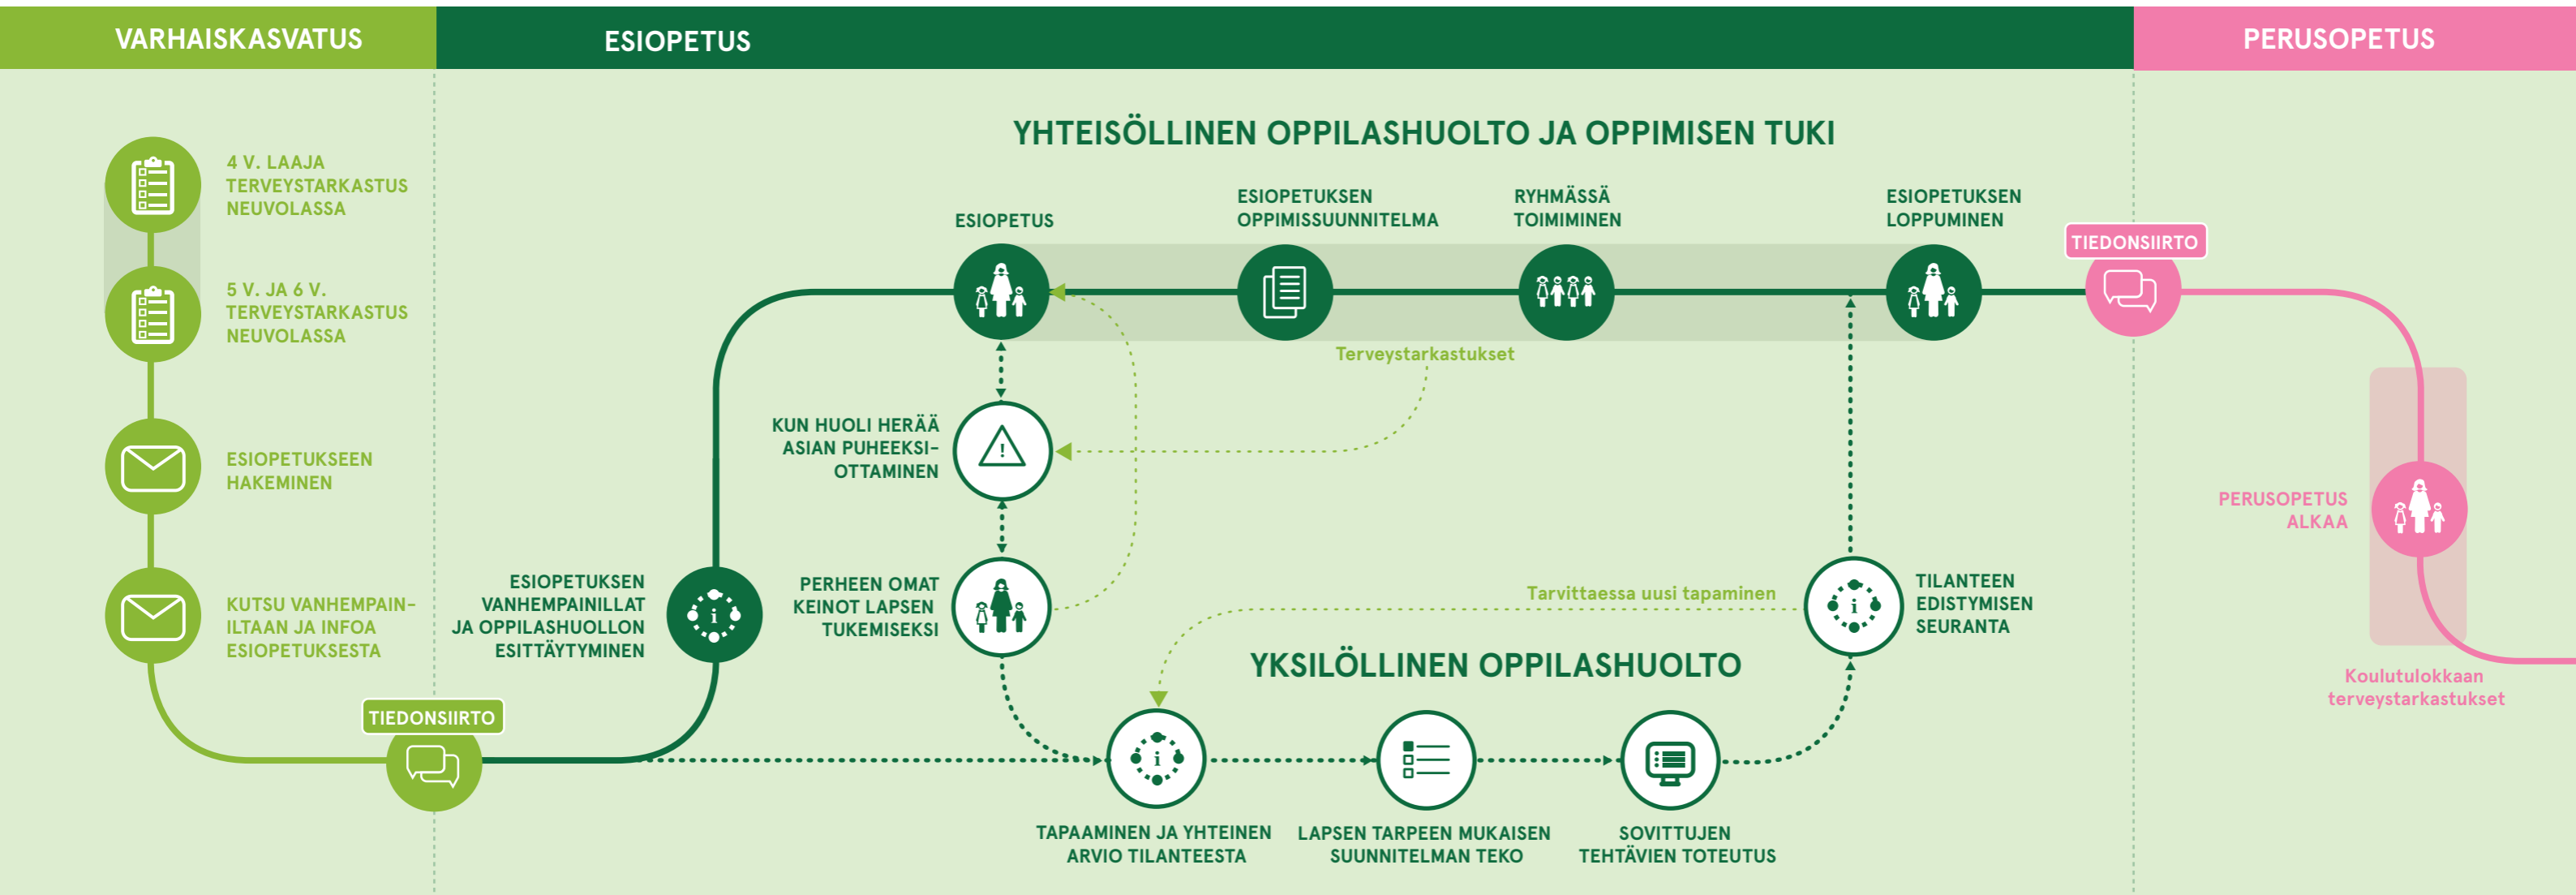 VARHAISKASVATUS
ESIOPETUS
PERUSOPETUS
4 V. LAAJA
TERVEYSTARKASTUS
NEUVOLASSA
5 V. JA 6 V.
TERVEYSTARKASTUS
NEUVOLASSA
ESIOPETUKSEEN
HAKEMINEN
KUTSU VANHEMPAIN-
ILTAAN JA INFOA
ESIOPETUKSESTA
TIEDONSIIRTO
ESIOPETUKSEN
VANHEMPAINILLAT
JA OPPILASHUOLLON
ESITTÄYTYMINEN
i
YHTEISÖLLINEN OPPILASHUOLTO JA OPPIMISEN TUKI
ESIOPETUS
ESIOPETUKSEN
OPPIMISSUUNNITELMA
RYHMÄSSÄ
TOIMIMINEN
ESIOPETUKSEN
LOPPUMINEN
Terveystarkastukset
KUN HUOLI HERÄÄ
ASIAN PUHEEKSI-
OTTAMINEN
!
PERHEEN OMAT
KEINOT LAPSEN
TUKEMISEKSI
Tarvittaessa uusi tapaminen
i
TILANTEEN
EDISTYMISEN
SEURANTA
YKSILÖLLINEN OPPILASHUOLTO
i
TAPAAMINEN JA YHTEINEN
ARVIO TILANTEESTA
LAPSEN TARPEEN MUKAISEN
SUUNNITELMAN TEKO
SOVITTUJEN
TEHTÄVIEN TOTEUTUS
TIEDONSIIRTO
PERUSOPETUS
ALKAA
Koulutulokkaan
terveystarkastukset